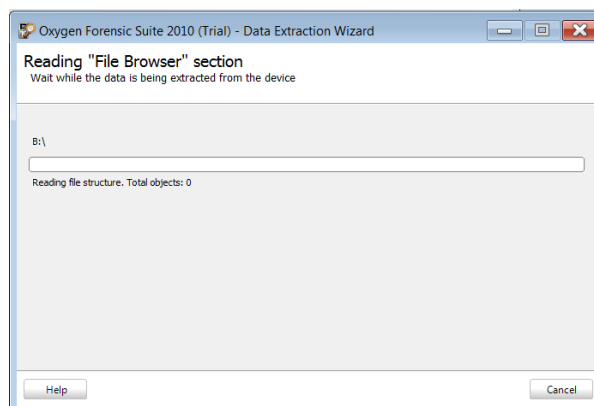 Oxygen Forensic Suite 2010 (Trial) - Data Extraction Wizard
Reading "File Browser" section
Wait while the data is being extracted from the device
B:\
Reading file structure. Total objects: 0
Help
Cancel